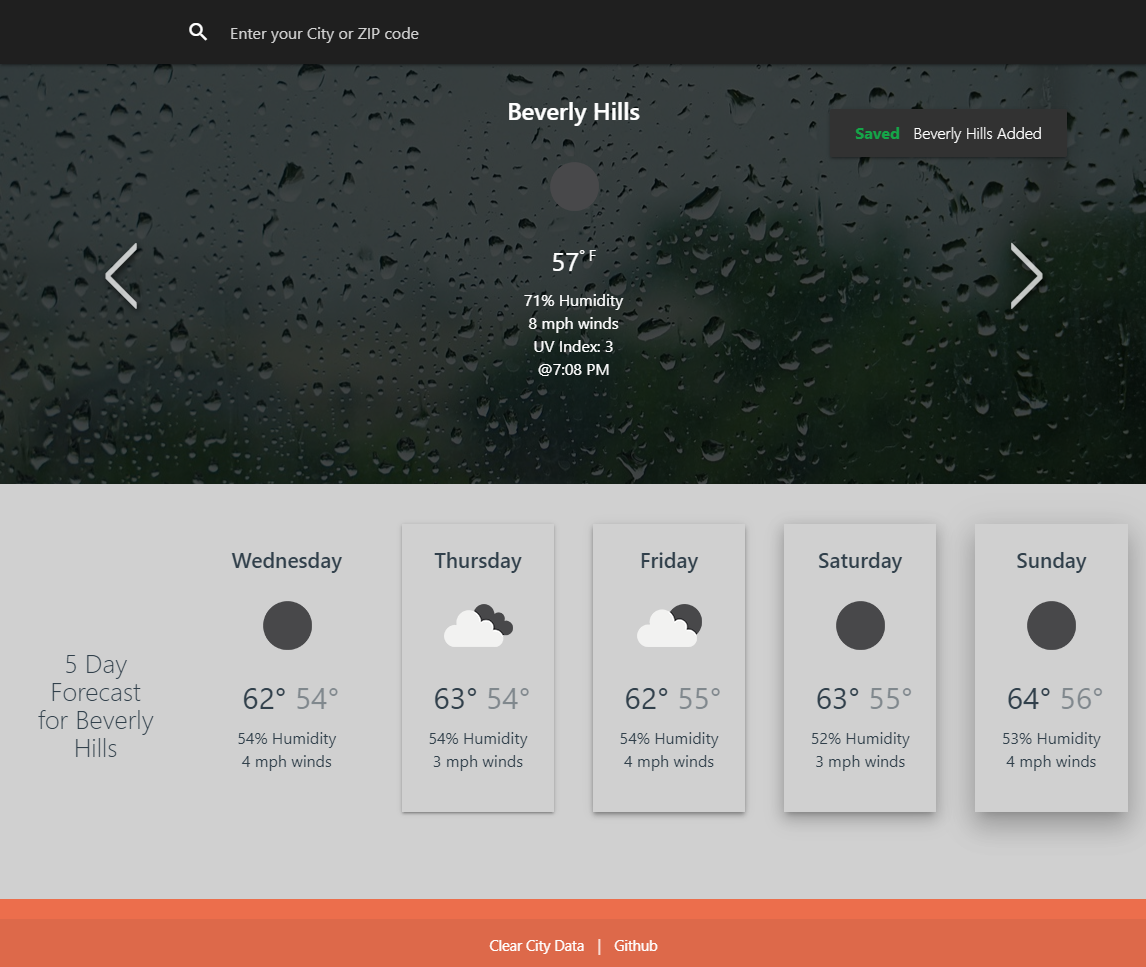 Enter your City or ZIP code
Beverly Hills
Saved Beverly Hills Added
57° F
71% Humidity
8 mph winds
UV Index: 3
@7:08 PM
5 Day
Forecast
for Beverly
Hills
Wednesday
62° 54°
54% Humidity
4 mph winds
Thursday
63° 54°
54% Humidity
3 mph winds
Friday
62° 55°
54% Humidity
4 mph winds
Saturday
63° 55°
52% Humidity
3 mph winds
Sunday
64° 56°
53% Humidity
4 mph winds
Clear City Data | Github